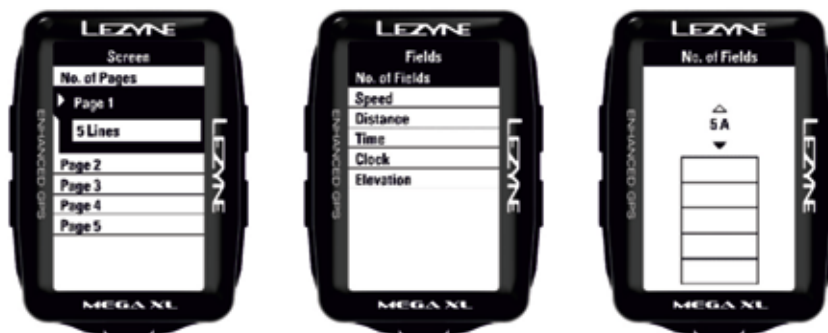 LEZYNE
Screen
No. of Pages
Page 1
5 Lines
Page 2
Page 3
Page 4
Page 5
ENHANCED GPS
LEZYNE
MEGA XL
LEZYNE
Fields
No. of Fields
Speed
Distance
Time
Clock
Elevation
ENHANCED GPS
LEZYNE
MEGA XL
LEZYNE
No. of Fields
5 A
ENHANCED GPS
LEZYNE
MEGA XL